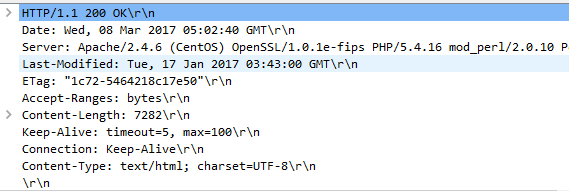 HTTP/1.1 200 OK\r\n
Date: Wed, 08 Mar 2017 05:02:40 GMT\r\n
Server: Apache/2.4.6 (CentOS) OpenSSL/1.0.1e-fips PHP/5.4.16 mod_perl/2.0.10
Last-Modified: Tue, 17 Jan 2017 03:43:00 GMT\r\n
ETag: "1c72-5464218c17e50"\r\n
Accept-Ranges: bytes\r\n
Content-Length: 7282\r\n
Keep-Alive: timeout=5, max=100\r\n
Connection: Keep-Alive\r\n
Content-Type: text/html; charset=UTF-8\r\n
\r\n